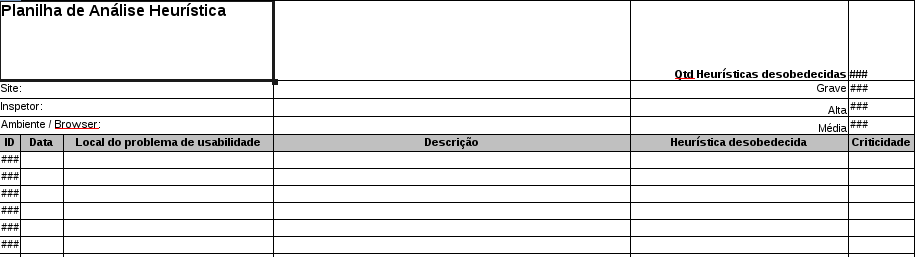 Planilha de Análise Heurística
Qtd Heurísticas desobedecidas ###
Site: Grave ###
Inspetor: Alta ###
Ambiente / Browser: Média ###
ID Data Local do problema de usabilidade Descrição Heurística desobedecida Criticidade
###
###
###
###
###
###